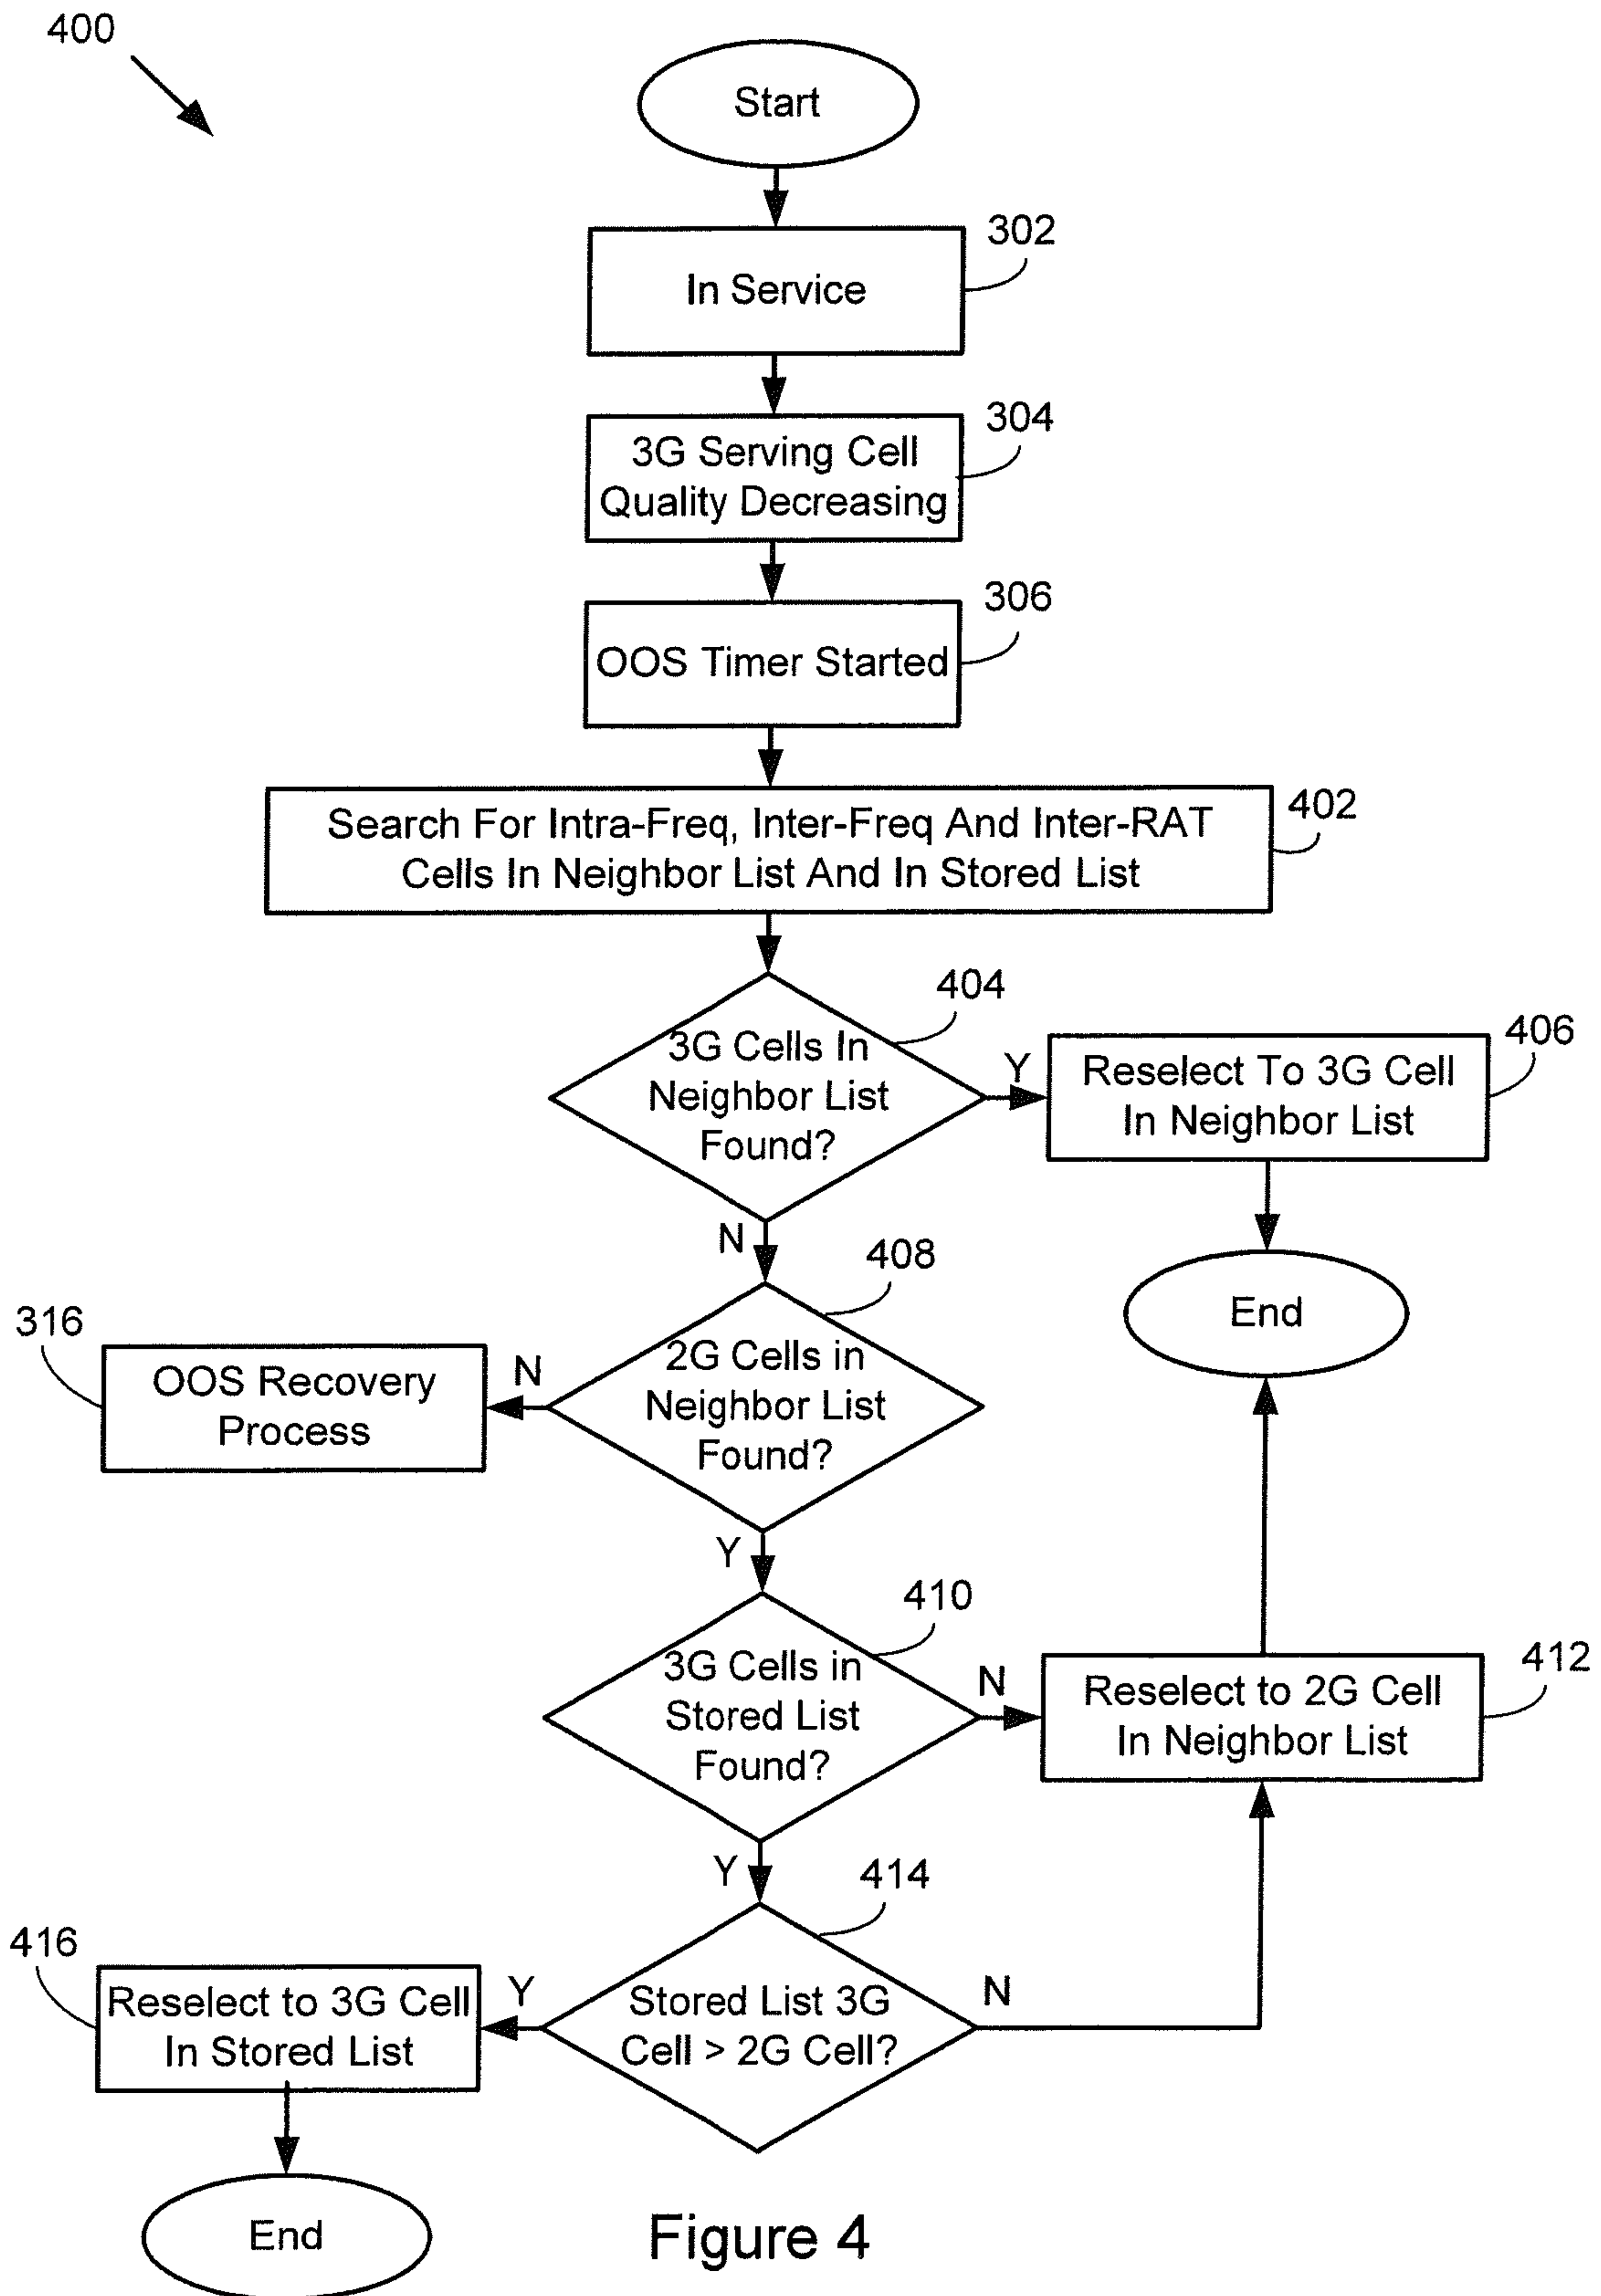 400
Start
302
In Service
304
3G Serving Cell
Quality Decreasing
306
OOS Timer Started
402
Search For Intra-Freq, Inter-Freq And Inter-RAT
Cells In Neighbor List And In Stored List
404
3G Cells In
Neighbor List
Found?
Y
406
Reselect To 3G Cell
In Neighbor List
N
End
408
2G Cells in
Neighbor List
Found?
N
316
OOS Recovery
Process
Y
410
3G Cells in
Stored List
Found?
N
412
Reselect to 2G Cell
In Neighbor List
Y
414
Stored List 3G
Cell > 2G Cell?
N
Y
416
Reselect to 3G Cell
In Stored List
End
Figure 4